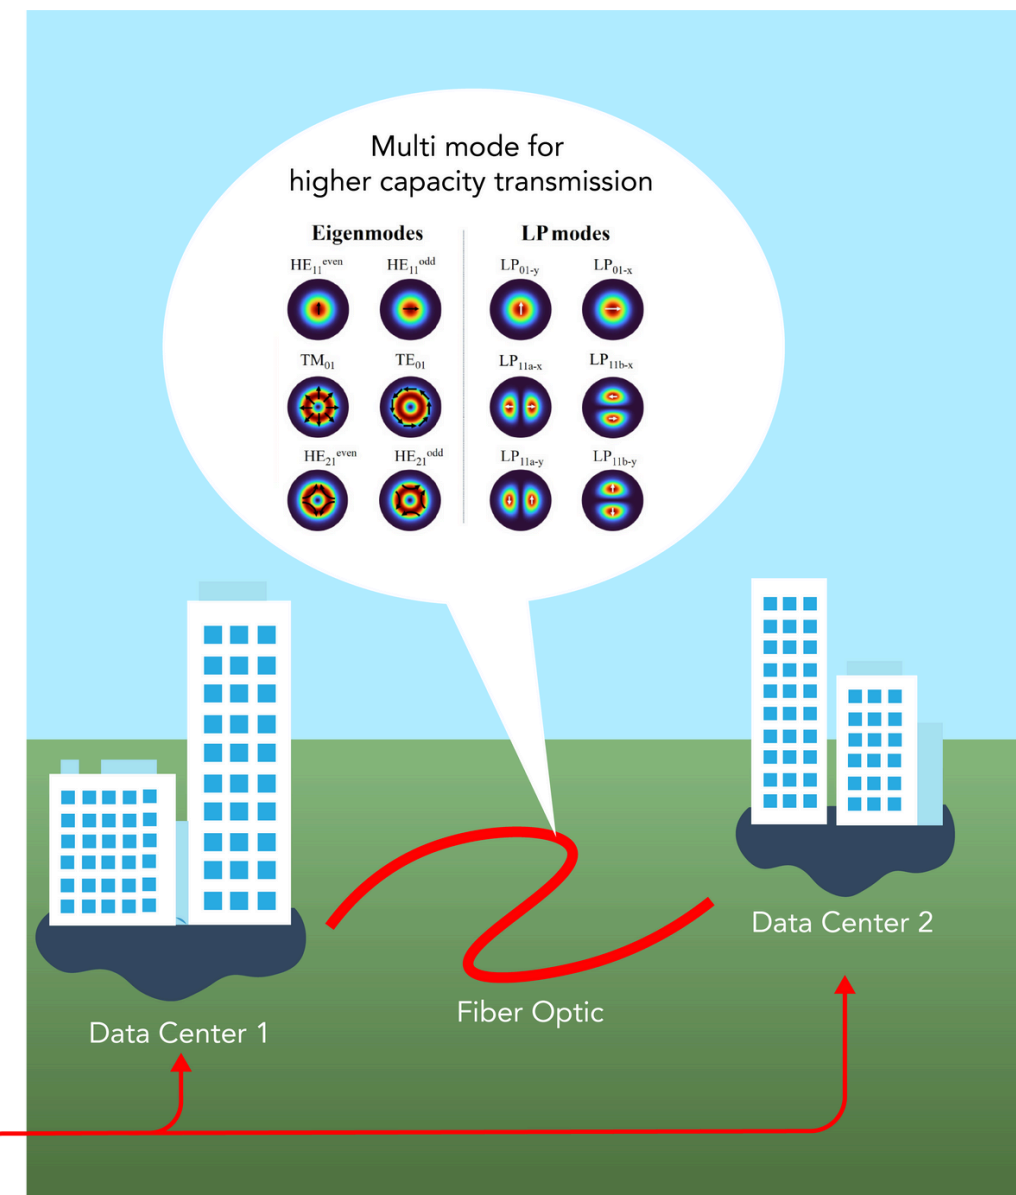 Multi mode for
higher capacity transmission
Eigenmodes LP modes
HE₁₁ᵉᵛᵉⁿ HE₁₁ᵒᵈᵈ LP₀₁₋y LP₀₁₋ₓ
TM₀₁ TE₀₁ LP₁₁ₐ₋ₓ LP₁₁b₋ₓ
HE₂₁ᵉᵛᵉⁿ HE₂₁ᵒᵈᵈ LP₁₁ₐ₋y LP₁₁b₋y
Data Center 2
Fiber Optic
Data Center 1